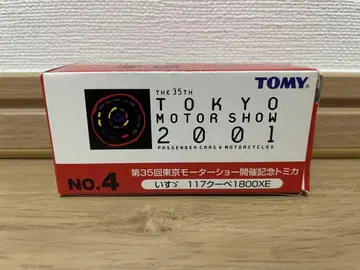 THE 35TH
TOMY
TOKYO
MOTOR SHOW
2001
PASSENGER CARS & MOTORCYCLES
NO.4
第35回東京モーターショー開催記念トミカ
いすゞ 117クーペ1800XE